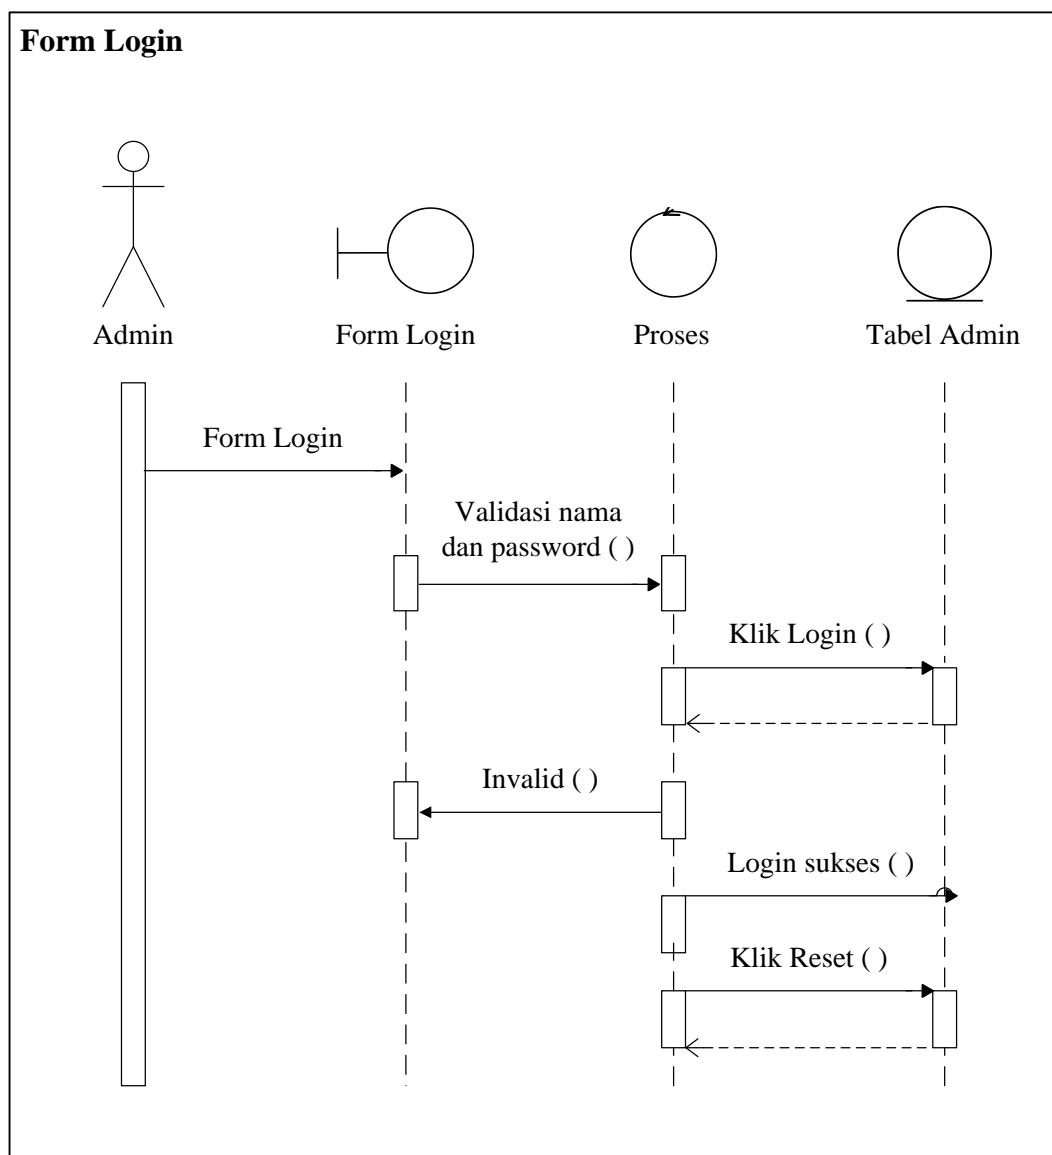 Form Login
Admin
Form Login
Proses
Tabel Admin
Form Login
Validasi nama
dan password ( )
Klik Login ( )
Invalid ( )
Login sukses ( )
Klik Reset ( )